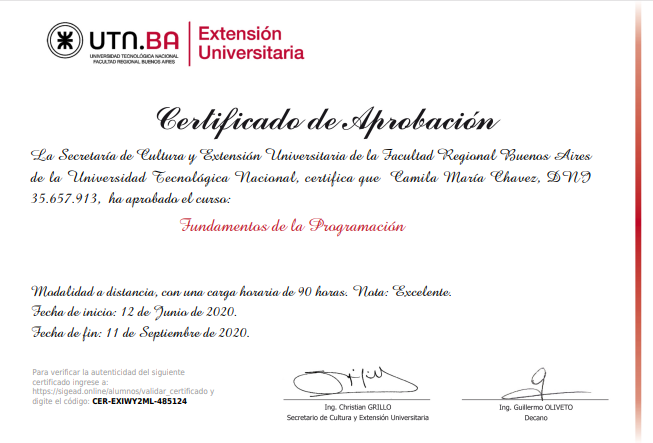 UTN.BA
UNIVERSIDAD TECNOLÓGICA NACIONAL
FACULTAD REGIONAL BUENOS AIRES
Extensión
Universitaria
Certificado de Aprobación
La Secretaría de Cultura y Extensión Universitaria de la Facultad Regional Buenos Aires
de la Universidad Tecnológica Nacional, certifica que Camila María Chavez, DNI
35.657.913, ha aprobado el curso:
Fundamentos de la Programación
Modalidad a distancia, con una carga horaria de 90 horas. Nota: Excelente.
Fecha de inicio: 12 de Junio de 2020.
Fecha de fin: 11 de Septiembre de 2020.
Para verificar la autenticidad del siguiente
certificado ingrese a:
https://sigead.online/alumnos/validar_certificado y
digite el código: CER-EXIWY2ML-485124
Ing. Christian GRILLO
Secretario de Cultura y Extensión Universitaria
Ing. Guillermo OLIVETO
Decano